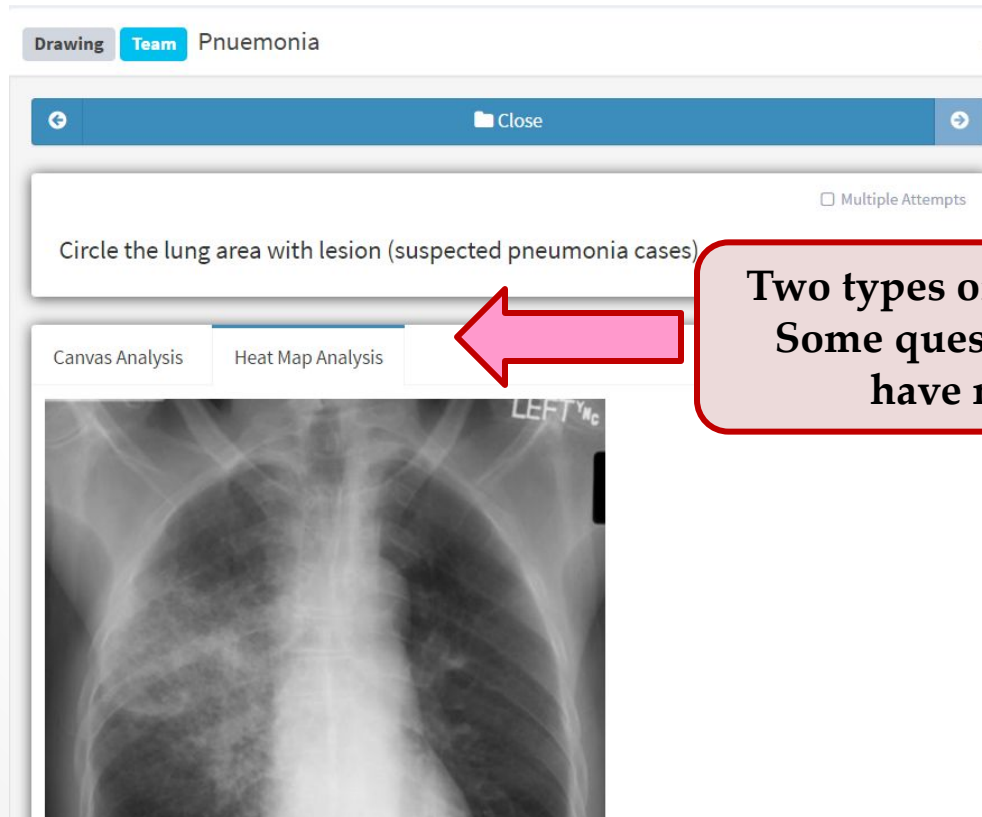 Drawing Team Pnuemonia
Close
Multiple Attempts
Circle the lung area with lesion (suspected pneumonia cases)
Two types o
Some ques
have
Canvas Analysis Heat Map Analysis
LEFT